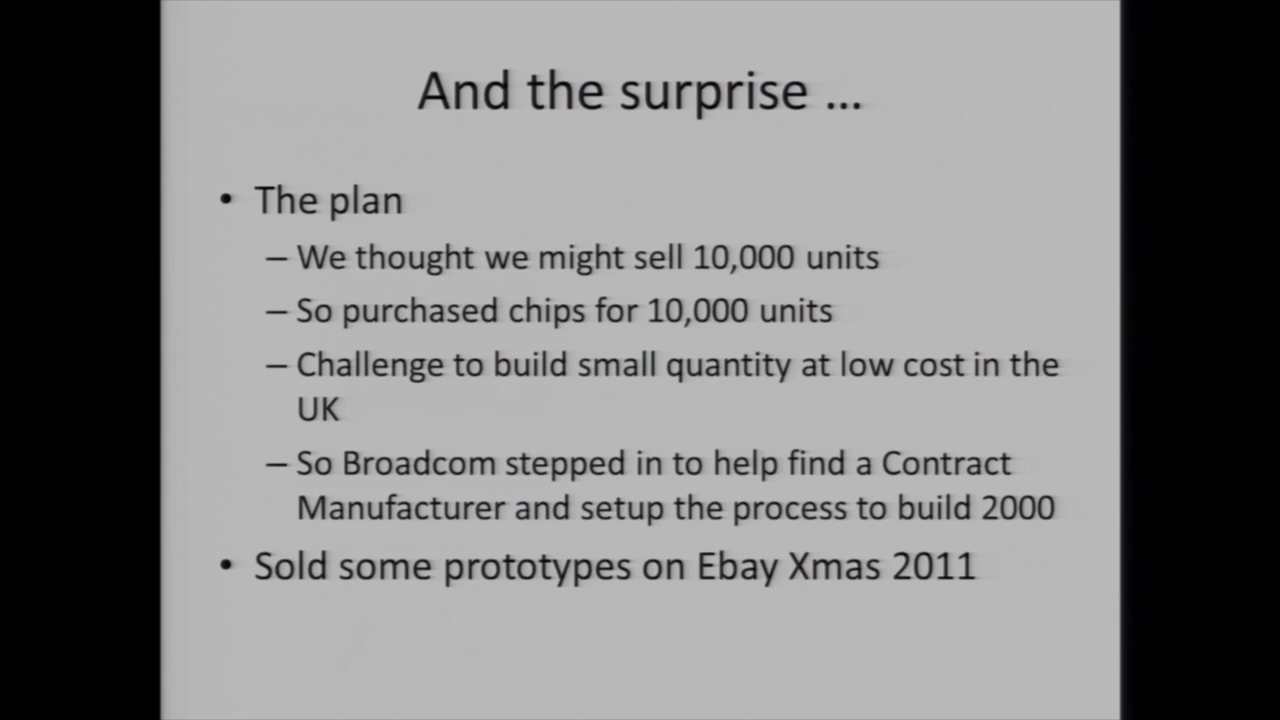 And the surprise ...
• The plan
– We thought we might sell 10,000 units
– So purchased chips for 10,000 units
– Challenge to build small quantity at low cost in the
UK
– So Broadcom stepped in to help find a Contract
Manufacturer and setup the process to build 2000
• Sold some prototypes on Ebay Xmas 2011